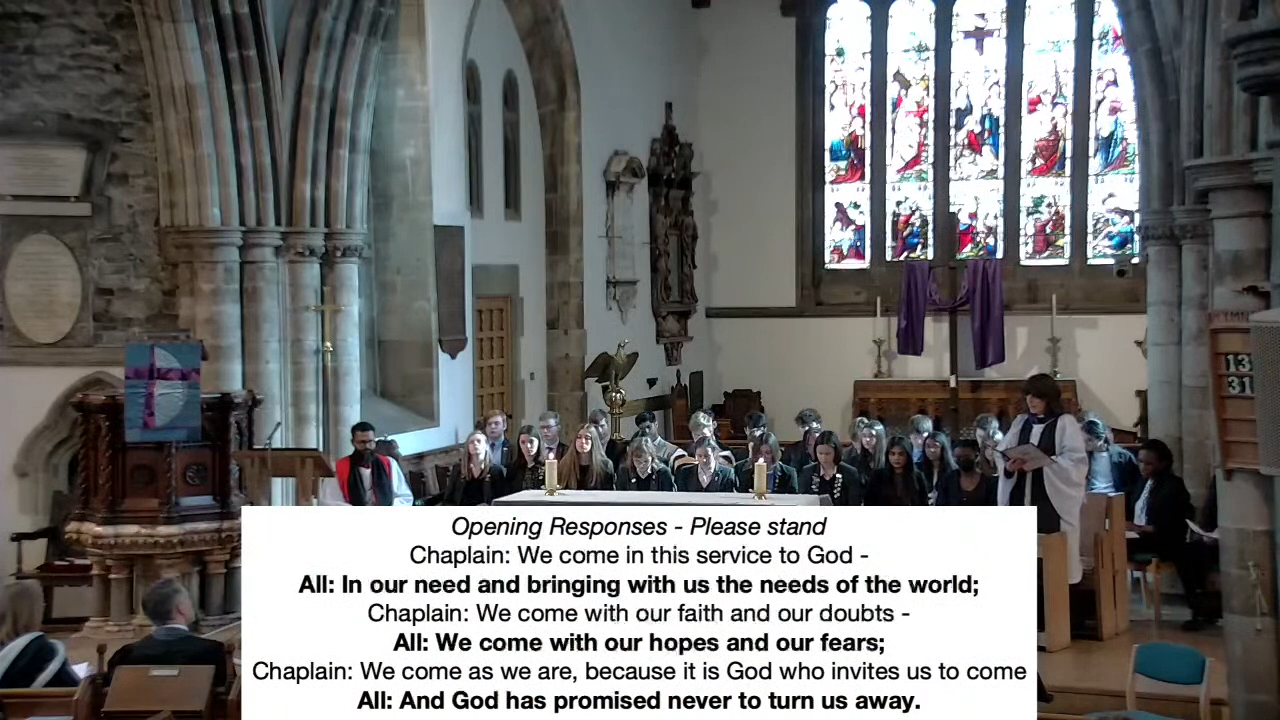 HYMN
13
31
Opening Responses - Please stand
Chaplain: We come in this service to God -
All: In our need and bringing with us the needs of the world;
Chaplain: We come with our faith and our doubts -
All: We come with our hopes and our fears;
Chaplain: We come as we are, because it is God who invites us to come
All: And God has promised never to turn us away.